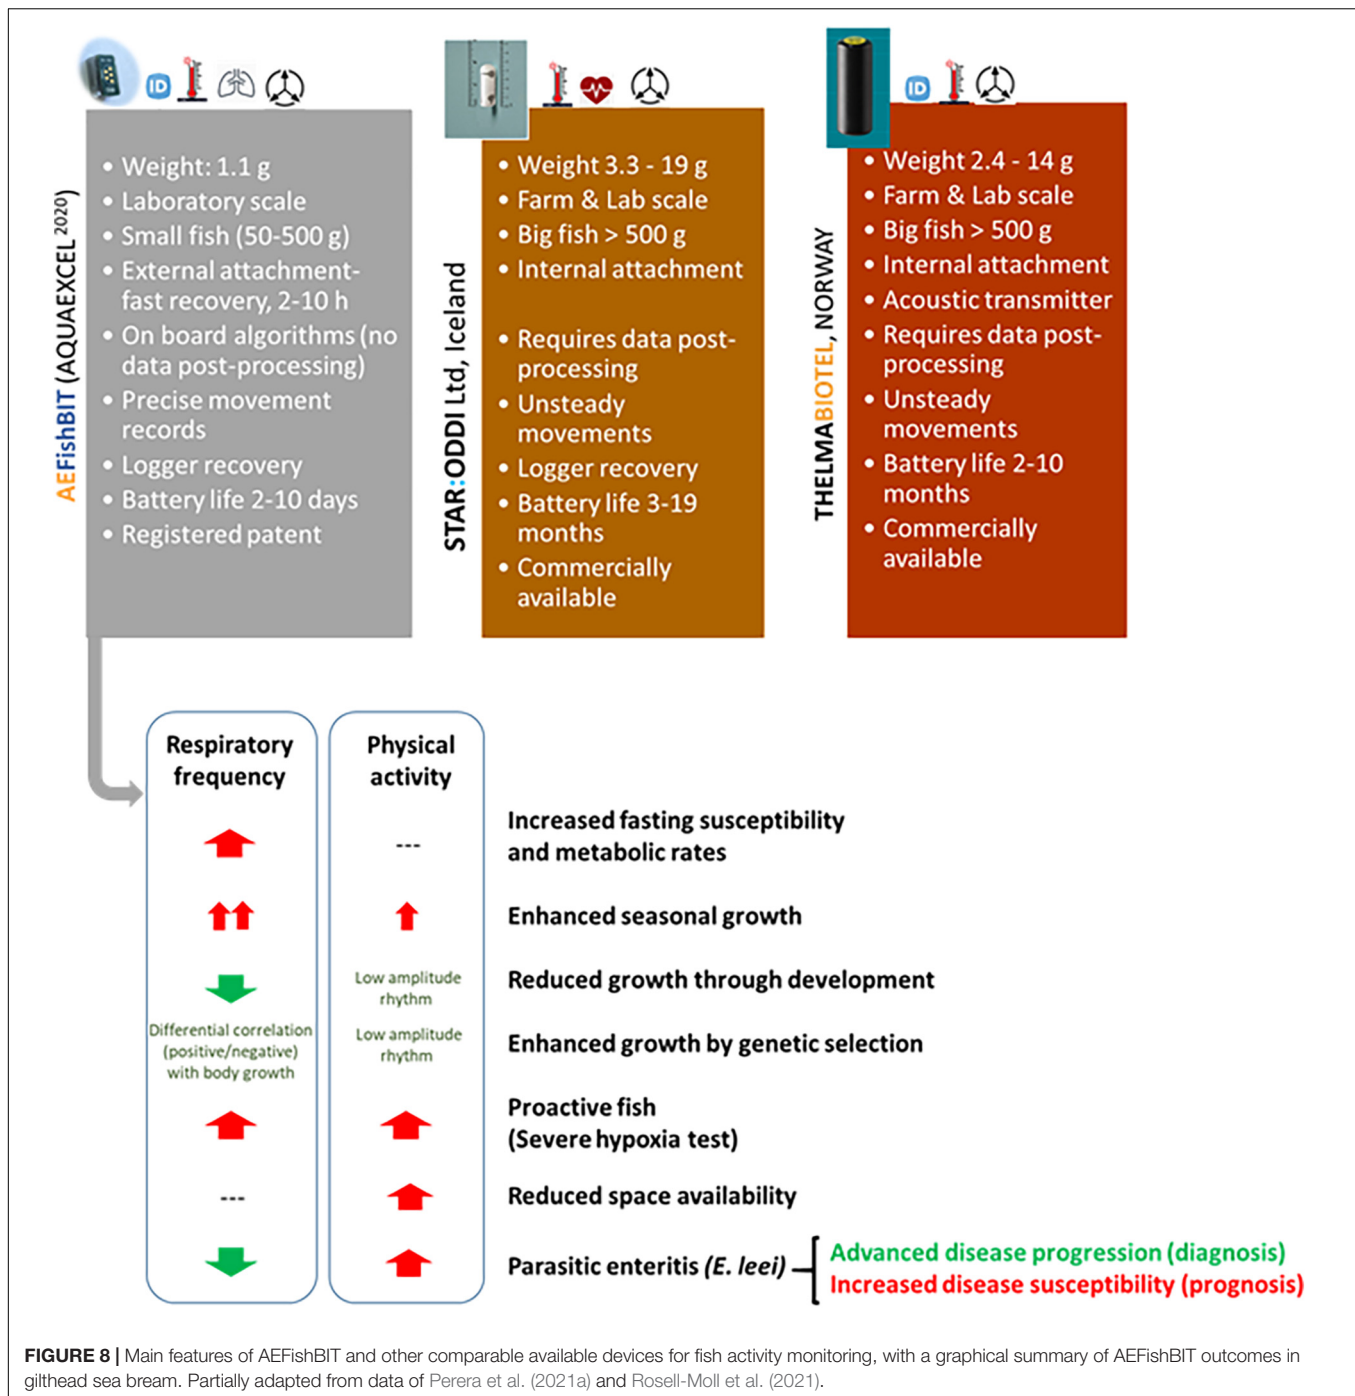 ID
ID
AEFishBIT (AQUAEXCEL 2020)
• Weight: 1.1 g
• Laboratory scale
• Small fish (50-500 g)
• External attachment-
fast recovery, 2-10 h
• On board algorithms (no
data post-processing)
• Precise movement
records
• Logger recovery
• Battery life 2-10 days
• Registered patent
STAR:ODDI Ltd, Iceland
• Weight 3.3 - 19 g
• Farm & Lab scale
• Big fish > 500 g
• Internal attachment
• Requires data post-
processing
• Unsteady
movements
• Logger recovery
• Battery life 3-19
months
• Commercially
available
THELMABIOTEL, NORWAY
• Weight 2.4 - 14 g
• Farm & Lab scale
• Big fish > 500 g
• Internal attachment
• Acoustic transmitter
• Requires data post-
processing
• Unsteady
movements
• Battery life 2-10
months
• Commercially
available
Respiratory
frequency
Physical
activity
---
Increased fasting susceptibility
and metabolic rates
Enhanced seasonal growth
Low amplitude
rhythm
Reduced growth through development
Differential correlation
(positive/negative)
with body growth
Low amplitude
rhythm
Enhanced growth by genetic selection
Proactive fish
(Severe hypoxia test)
---
Reduced space availability
Parasitic enteritis (E. leei)
Advanced disease progression (diagnosis)
Increased disease susceptibility (prognosis)
FIGURE 8 | Main features of AEFishBIT and other comparable available devices for fish activity monitoring, with a graphical summary of AEFishBIT outcomes in
gilthead sea bream. Partially adapted from data of Perera et al. (2021a) and Rosell-Moll et al. (2021).